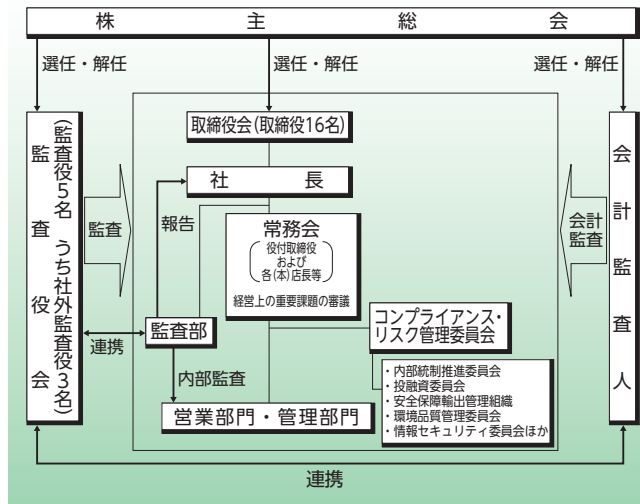 株主総会
選任・解任
選任・解任
選任・解任
取締役会(取締役16名)
監査役会
(監査役5名 うち社外監査役3名)
会計監査人
社長
監査
報告
会計
監査
常務会
役付取締役
および
各(本)店長等
経営上の重要課題の審議
監査部
コンプライアンス・
リスク管理委員会
連携
内部監査
・内部統制推進委員会
・投融資委員会
・安全保障輸出管理組織
・環境品質管理委員会
・情報セキュリティ委員会ほか
営業部門・管理部門
連携